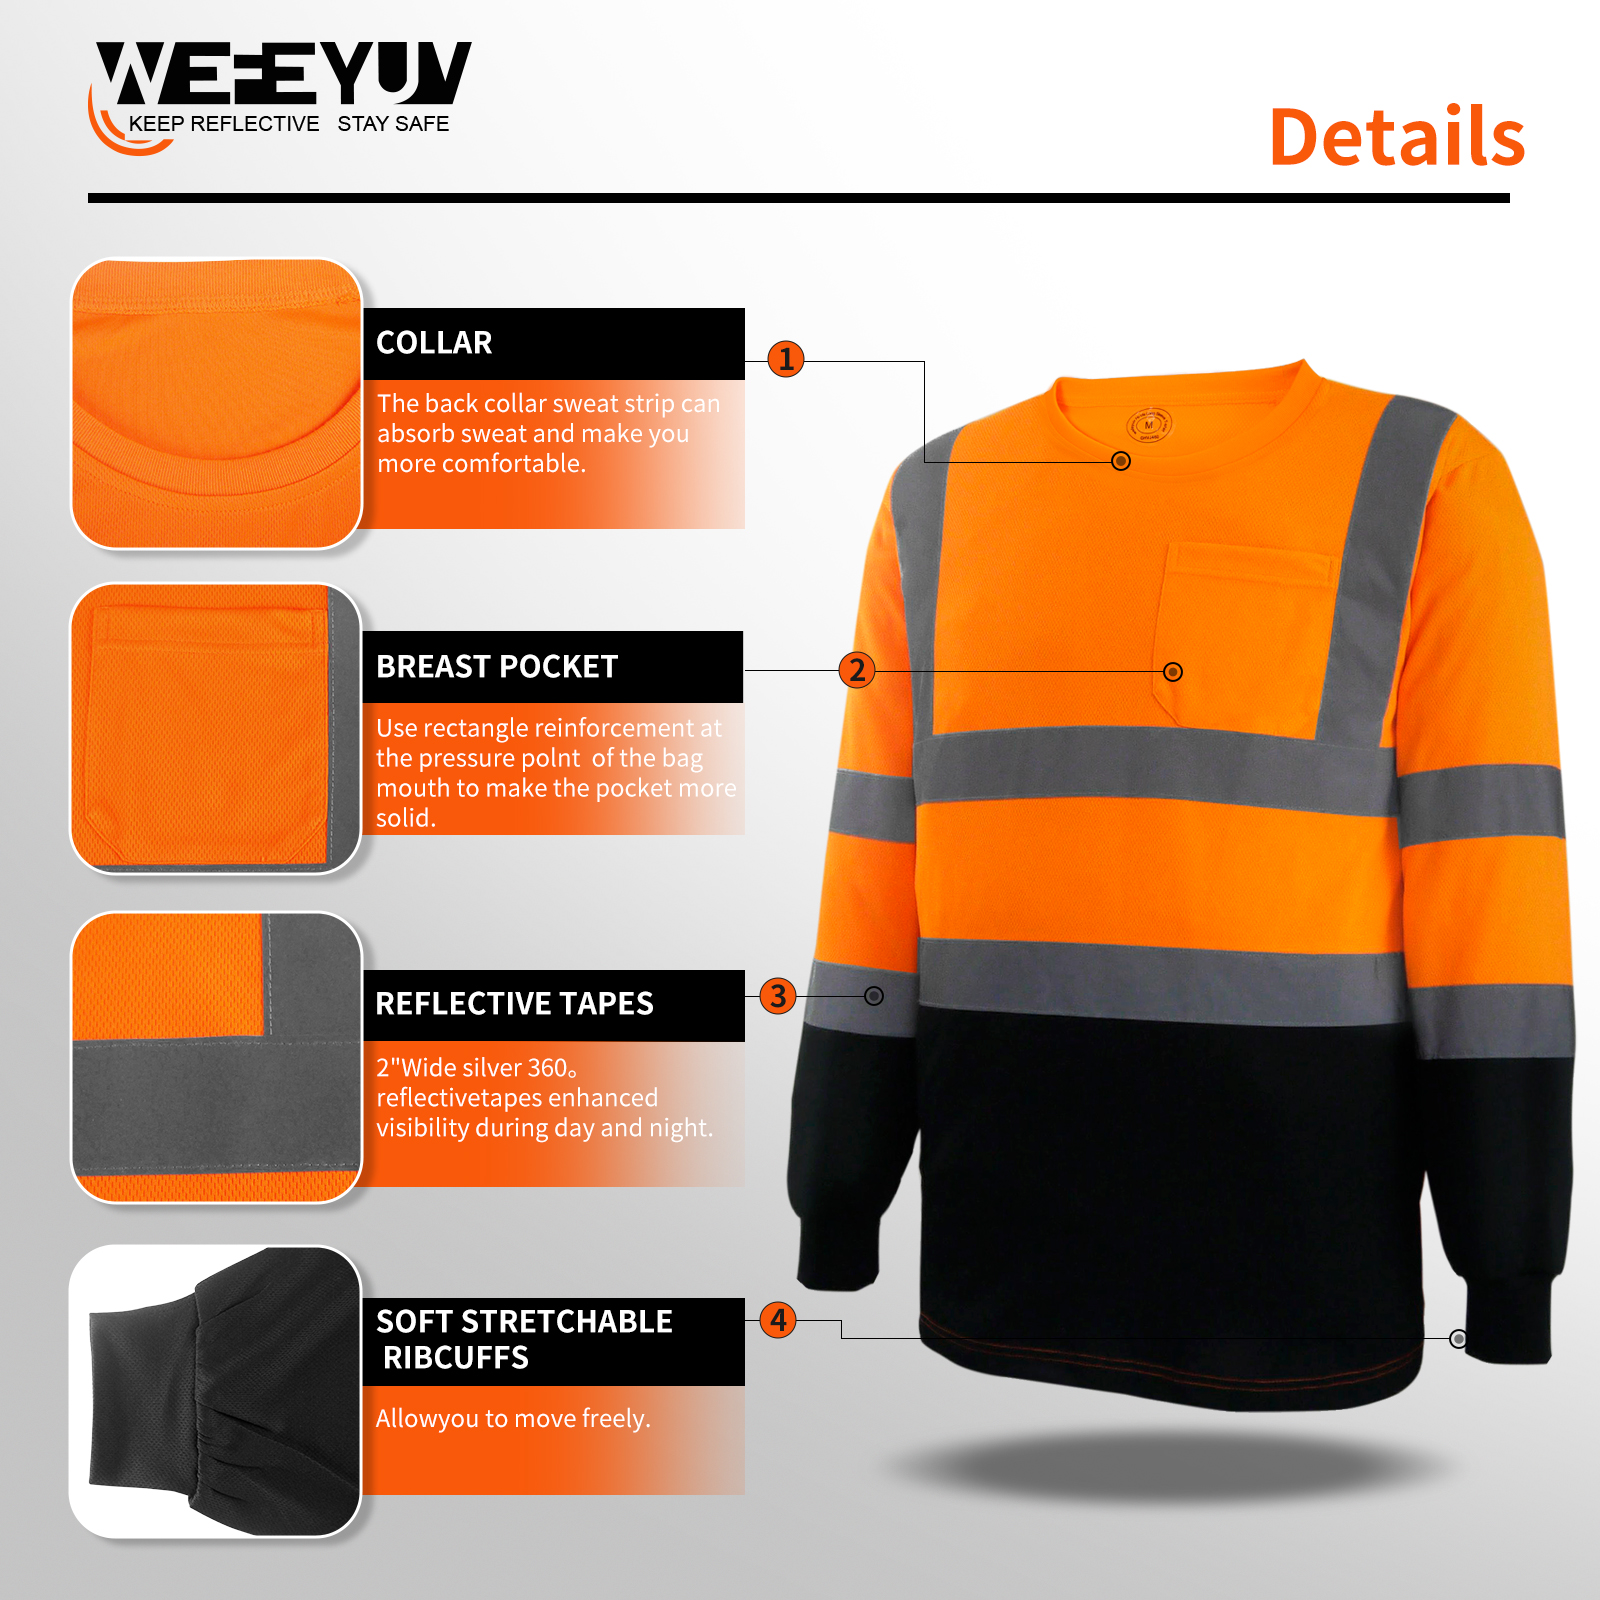 WEFEYUV
KEEP REFLECTIVE STAY SAFE
Details
COLLAR
The back collar sweat strip can
absorb sweat and make you
more comfortable.
1
M
BREAST POCKET
Use rectangle reinforcement at
the pressure polnt of the bag
mouth to make the pocket more
solid.
2
REFLECTIVE TAPES
2"Wide silver 360。
reflectivetapes enhanced
visibility during day and night.
3
SOFT STRETCHABLE
RIBCUFFS
Allowyou to move freely.
4